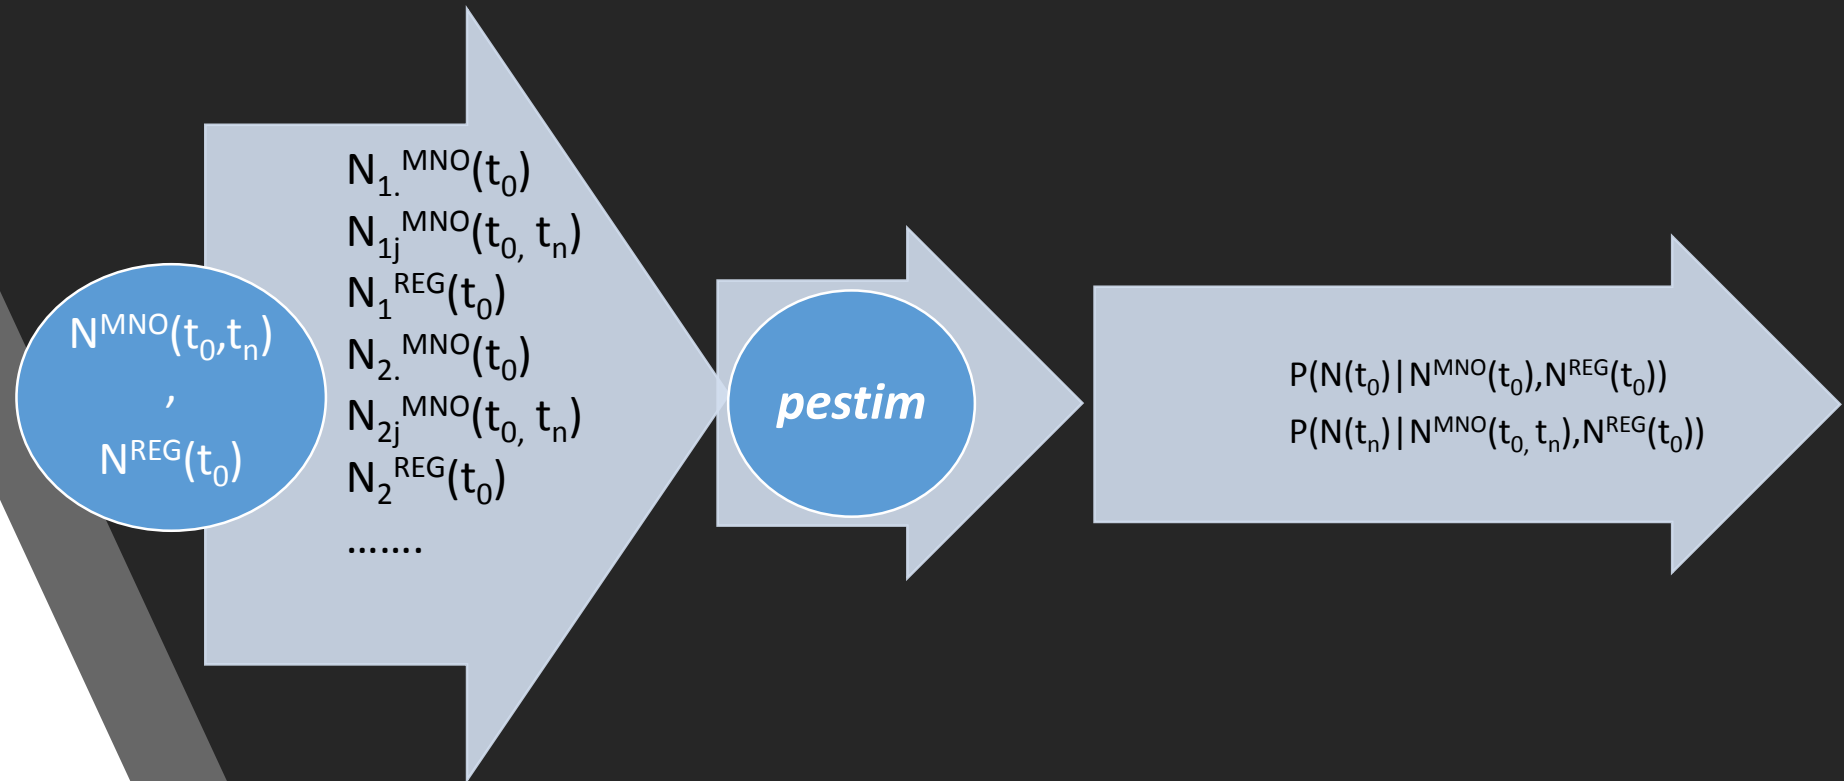 N^MNO(t₀,tₙ)
,
N^REG(t₀)
N₁.^MNO(t₀)
N₁ⱼ^MNO(t₀, tₙ)
N₁^REG(t₀)
N₂.^MNO(t₀)
N₂ⱼ^MNO(t₀, tₙ)
N₂^REG(t₀)
…….
pestim
P(N(t₀)|N^MNO(t₀),N^REG(t₀))
P(N(tₙ)|N^MNO(t₀, tₙ),N^REG(t₀))